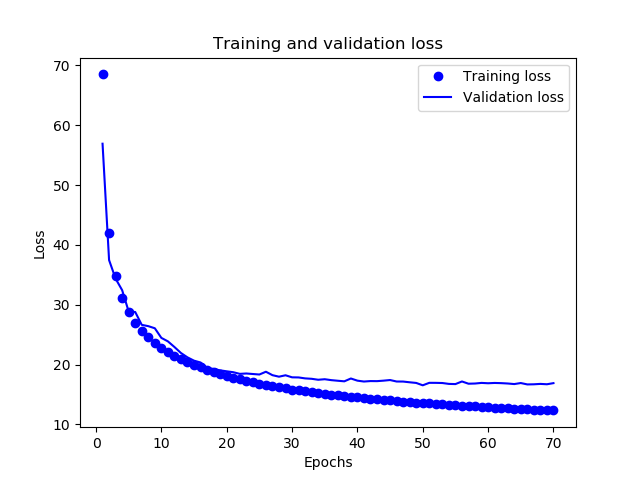 Training and validation loss
Training loss
Validation loss
70
60
50
40
30
20
10
Loss
0 10 20 30 40 50 60 70
Epochs